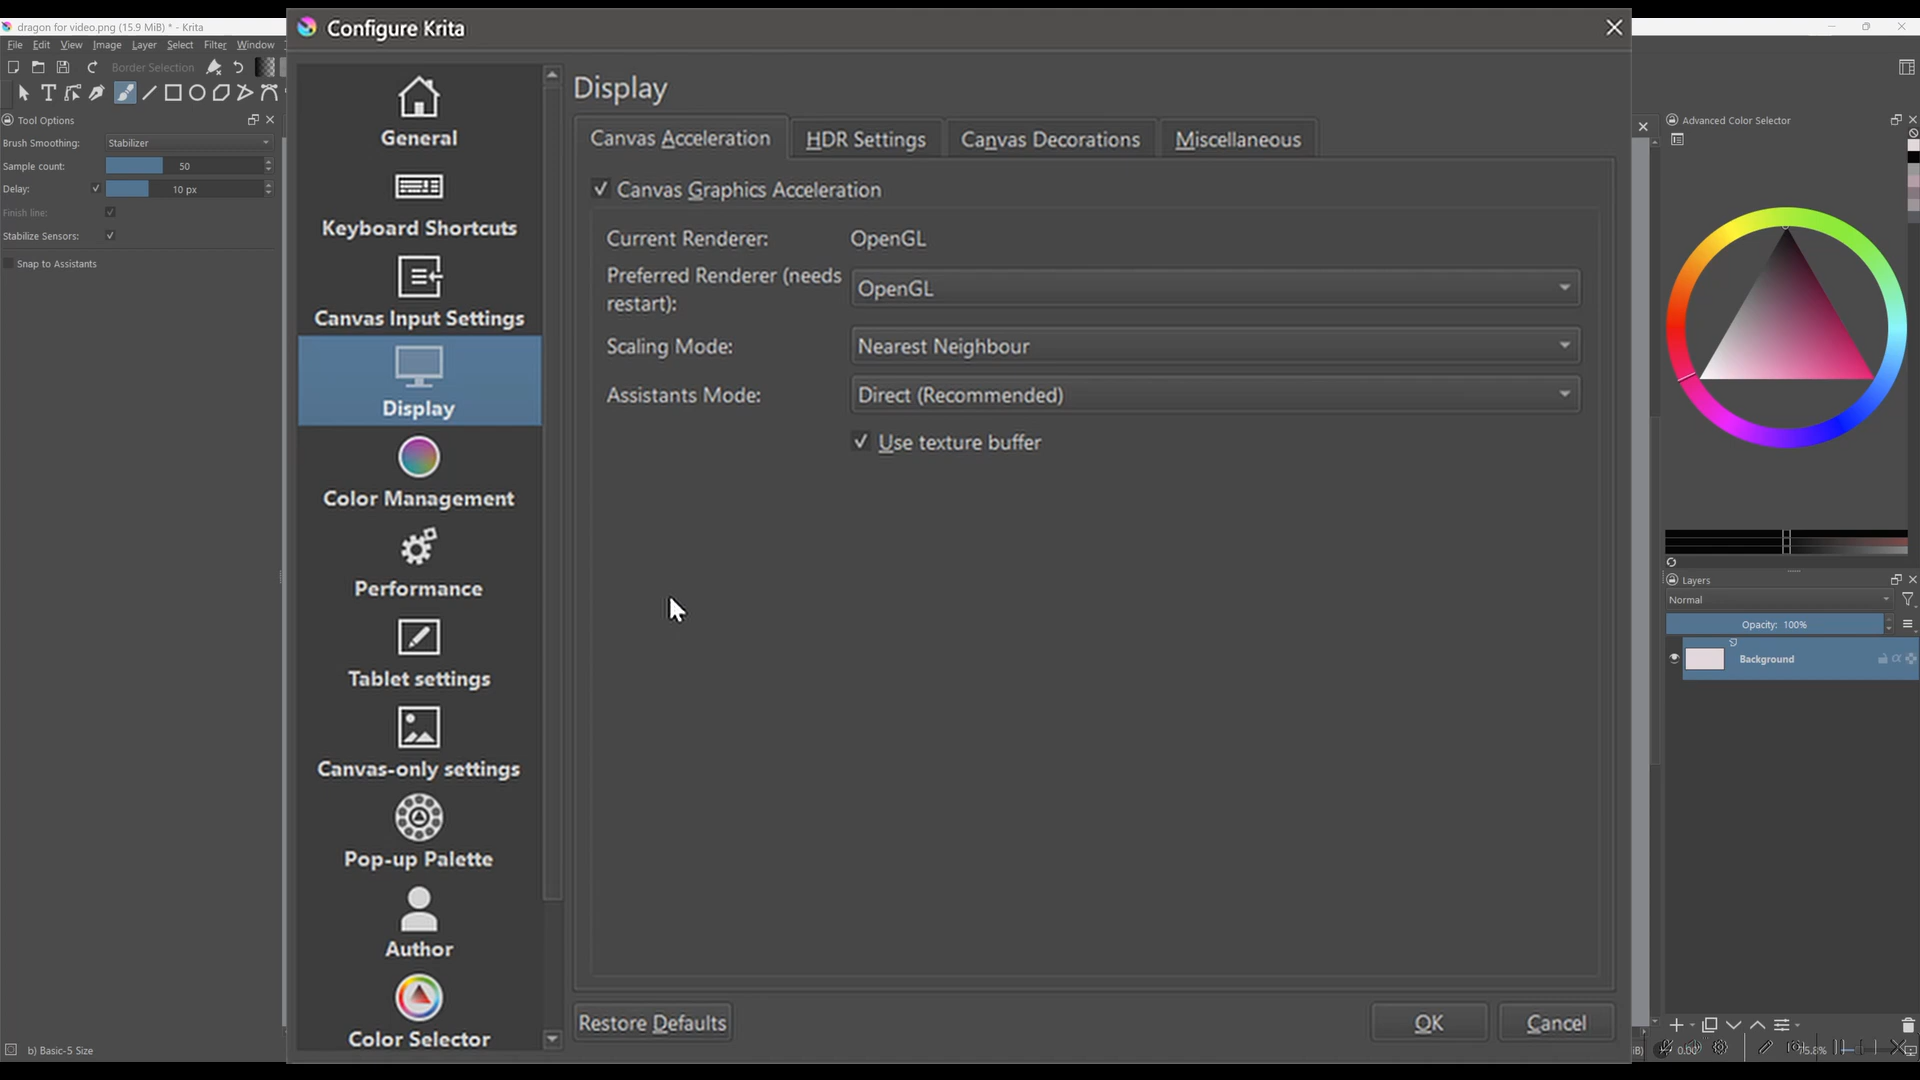 dragon for video.png (15.9 MiB) * - Krita
File Edit View Image Layer Select Filter Window
Border Selection
Tool Options
Brush Smoothing: Stabilizer
Sample count: 50
Delay: 10 px
Finish line:
Stabilize Sensors:
Snap to Assistants
b) Basic-5 Size
Configure Krita
General
Keyboard Shortcuts
Canvas Input Settings
Display
Color Management
Performance
Tablet settings
Canvas-only settings
Pop-up Palette
Author
Color Selector
Display
Canvas Acceleration HDR Settings Canvas Decorations Miscellaneous
Canvas Graphics Acceleration
Current Renderer: OpenGL
Preferred Renderer (needs
restart): OpenGL
Scaling Mode: Nearest Neighbour
Assistants Mode: Direct (Recommended)
Use texture buffer
Restore Defaults OK Cancel
Advanced Color Selector
Layers
Normal
Opacity: 100%
Background